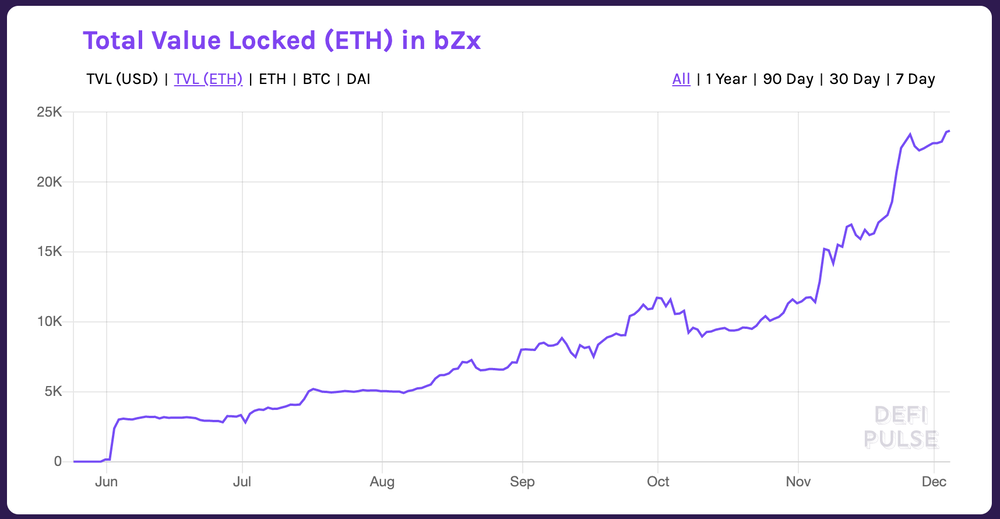 Total Value Locked (ETH) in bZx
TVL (USD) | TVL (ETH) | ETH | BTC | DAI
All | 1 Year | 90 Day | 30 Day | 7 Day
25K
20K
15K
10K
5K
0
DEFI
PULSE
Jun Jul Aug Sep Oct Nov Dec